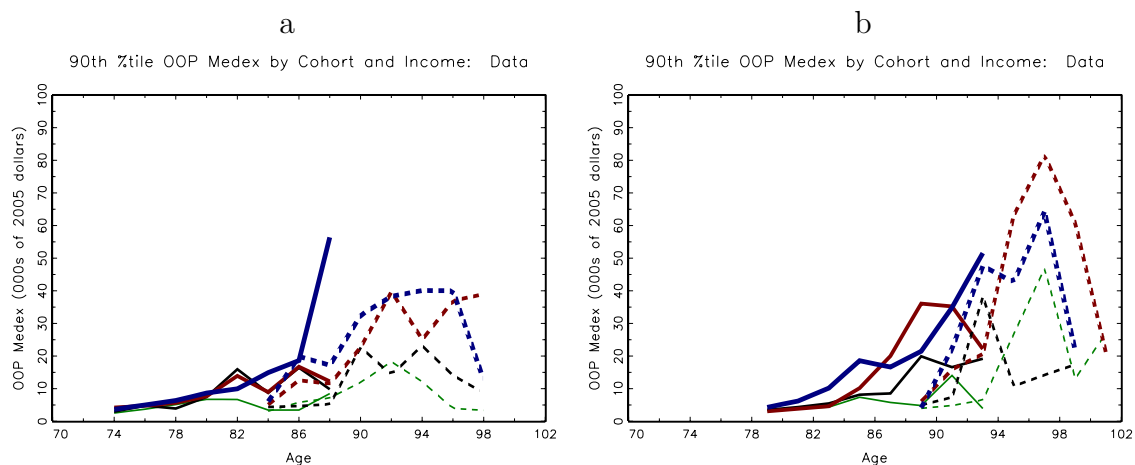 a
90th %tile OOP Medex by Cohort and Income: Data
OOP Medex (000s of 2005 dollars)
100
90
80
70
60
50
40
30
20
10
0
70 74 78 82 86 90 94 98 102
Age
b
90th %tile OOP Medex by Cohort and Income: Data
OOP Medex (000s of 2005 dollars)
100
90
80
70
60
50
40
30
20
10
0
70 74 78 82 86 90 94 98 102
Age